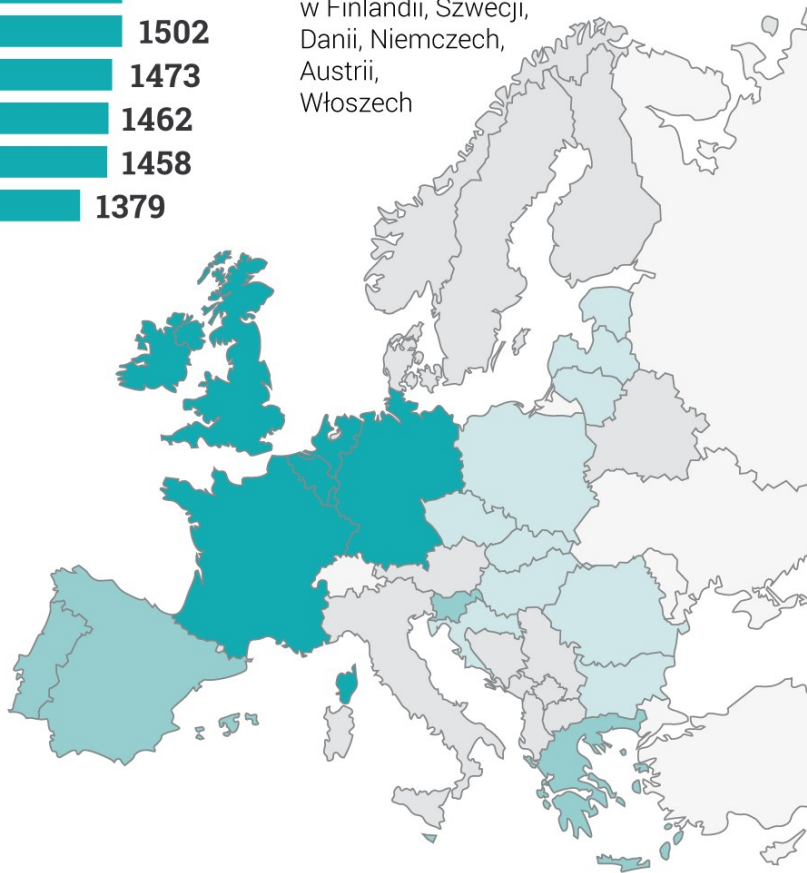 w Finlandii, Szwecji,
Danii, Niemczech,
Austrii,
Włoszech
1502
1473
1462
1458
1379